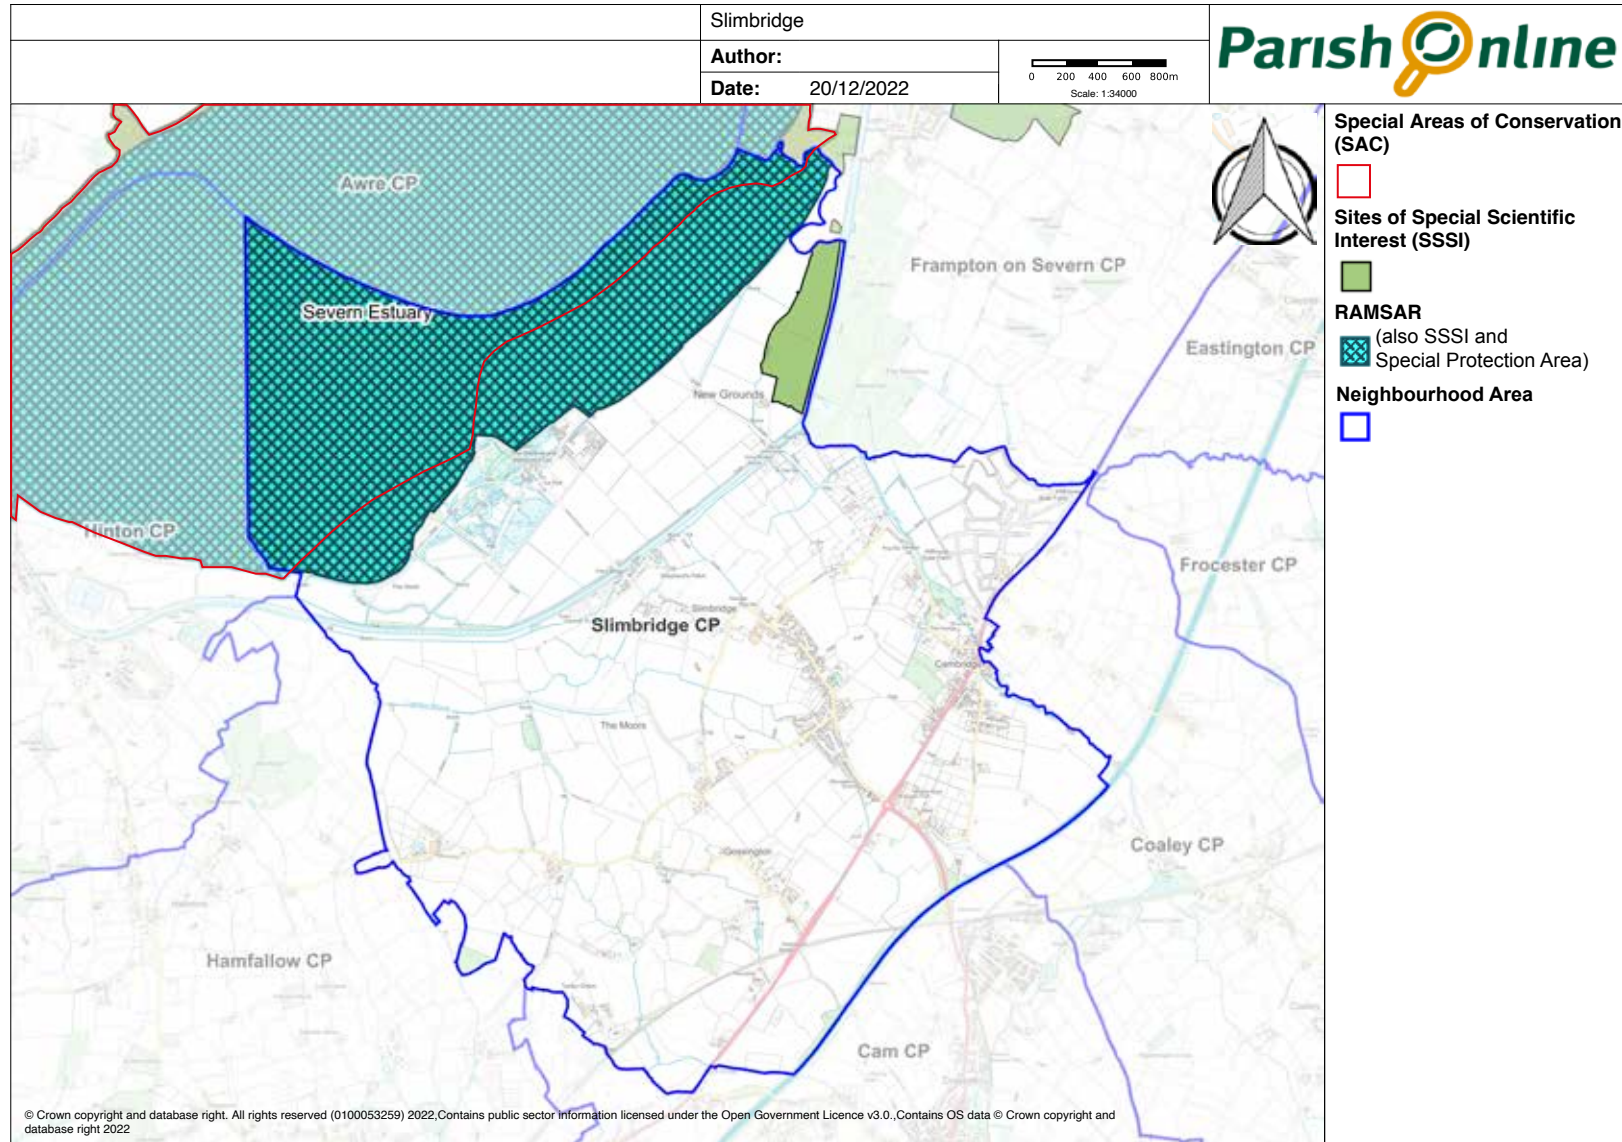 Slimbridge
Author:
Date: 20/12/2022
0 200 400 600 800m
Scale: 1:34000
Parish Online
Special Areas of Conservation
(SAC)
Sites of Special Scientific
Interest (SSSI)
RAMSAR
(also SSSI and
Special Protection Area)
Neighbourhood Area
Awre CP
Severn Estuary
Frampton on Severn CP
Eastington CP
New Grounds
Hinton CP
Frocester CP
Slimbridge
Slimbridge CP
Cambridge
The Moors
Gossington
Coaley CP
Hamfallow CP
Cam CP
© Crown copyright and database right. All rights reserved (0100053259) 2022,Contains public sector information licensed under the Open Government Licence v3.0.,Contains OS data © Crown copyright and
database right 2022